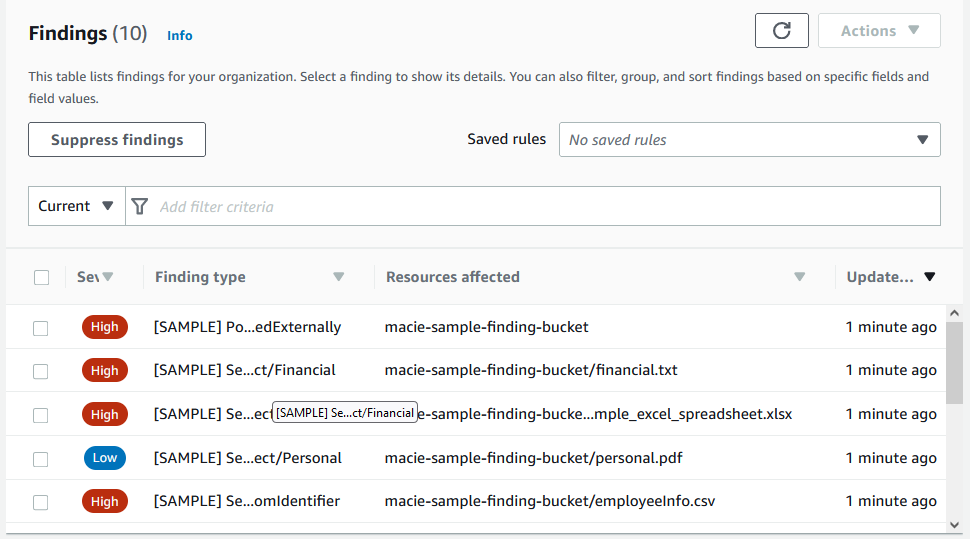 Findings (10) Info
Actions
This table lists findings for your organization. Select a finding to show its details. You can also filter, group, and sort findings based on specific fields and
field values.
Suppress findings
Saved rules
No saved rules
Current
Add filter criteria
Sev Finding type Resources affected Update...
High [SAMPLE] Po...edExternally macie-sample-finding-bucket 1 minute ago
High [SAMPLE] Se...ct/Financial macie-sample-finding-bucket/financial.txt 1 minute ago
High [SAMPLE] Se...ect [SAMPLE] Se...ct/Financial macie-sample-finding-bucke...mple_excel_spreadsheet.xlsx 1 minute ago
Low [SAMPLE] Se...ect/Personal macie-sample-finding-bucket/personal.pdf 1 minute ago
High [SAMPLE] Se...omIdentifier macie-sample-finding-bucket/employeeInfo.csv 1 minute ago